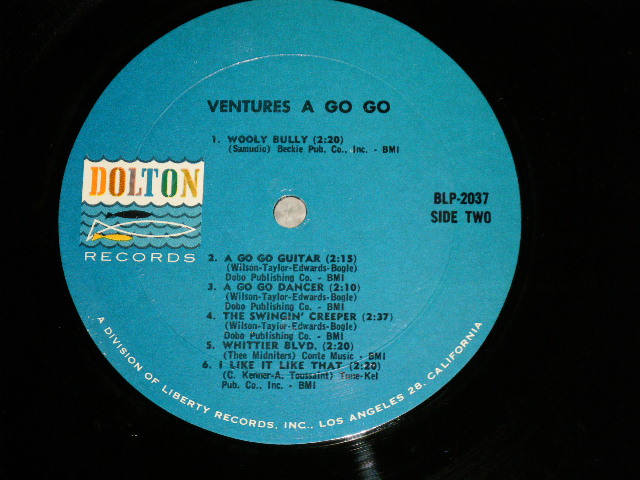 VENTURES A GO GO
1. WOOLY BULLY (2:20)
(Samudio) Beckie Pub. Co., Inc. - BMI
DOLTON
RECORDS
BLP-2037
SIDE TWO
2. A GO GO GUITAR (2:15)
(Wilson-Taylor-Edwards-Bogle)
Dobo Publishing Co. - BMI
3. A GO GO DANCER (2:10)
(Wilson-Taylor-Edwards-Bogle)
Dobo Publishing Co. - BMI
4. THE SWINGIN' CREEPER (2:37)
(Wilson-Taylor-Edwards-Bogle)
Dobo Publishing Co. - BMI
5. WHITTIER BLVD. (2:20)
(Thee Midniters) Conte Music - BMI
6. I LIKE IT LIKE THAT (2:20)
(C. Kenner-A. Toussaint) Tune-Kel
Pub. Co., Inc. - BMI
A DIVISION OF LIBERTY RECORDS, INC., LOS ANGELES 28, CALIFORNIA